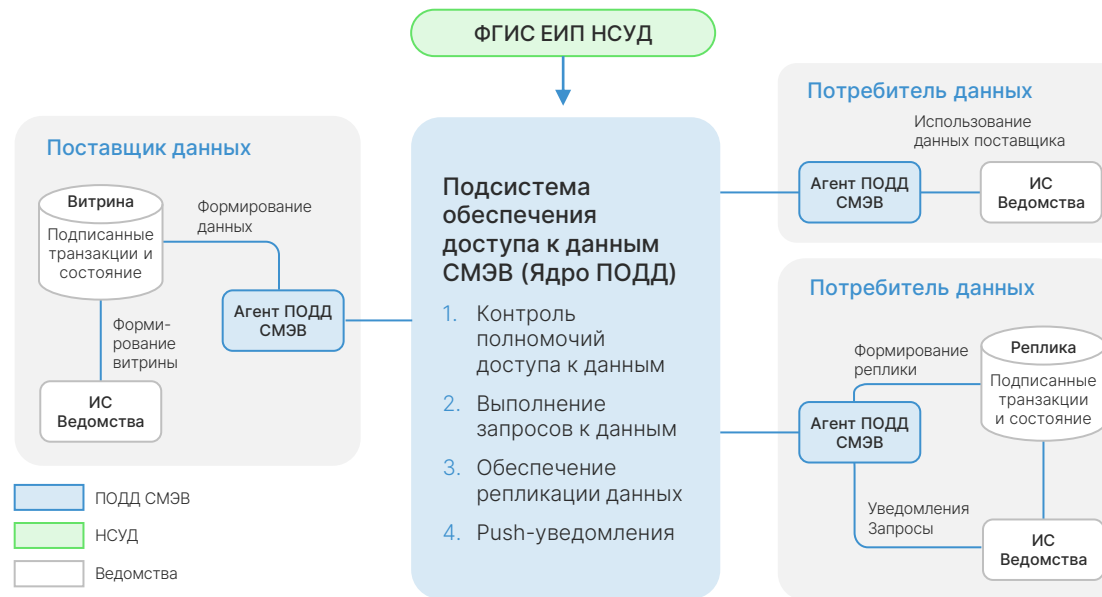 ФГИС ЕИП НСУД
Поставщик данных
Витрина
Подписанные
транзакции и
состояние
Формирование
данных
Агент ПОДД
СМЭВ
Форми-
рование
витрины
ИС
Ведомства
ПОДД СМЭВ
НСУД
Ведомства
Подсистема
обеспечения
доступа к данным
СМЭВ (Ядро ПОДД)
1. Контроль
полномочий
доступа к данным
2. Выполнение
запросов к данным
3. Обеспечение
репликации данных
4. Push-уведомления
Потребитель данных
Использование
данных поставщика
Агент ПОДД
СМЭВ
ИС
Ведомства
Потребитель данных
Формирование
реплики
Реплика
Подписанные
транзакции
и состояние
Агент ПОДД
СМЭВ
Уведомления
Запросы
ИС
Ведомства